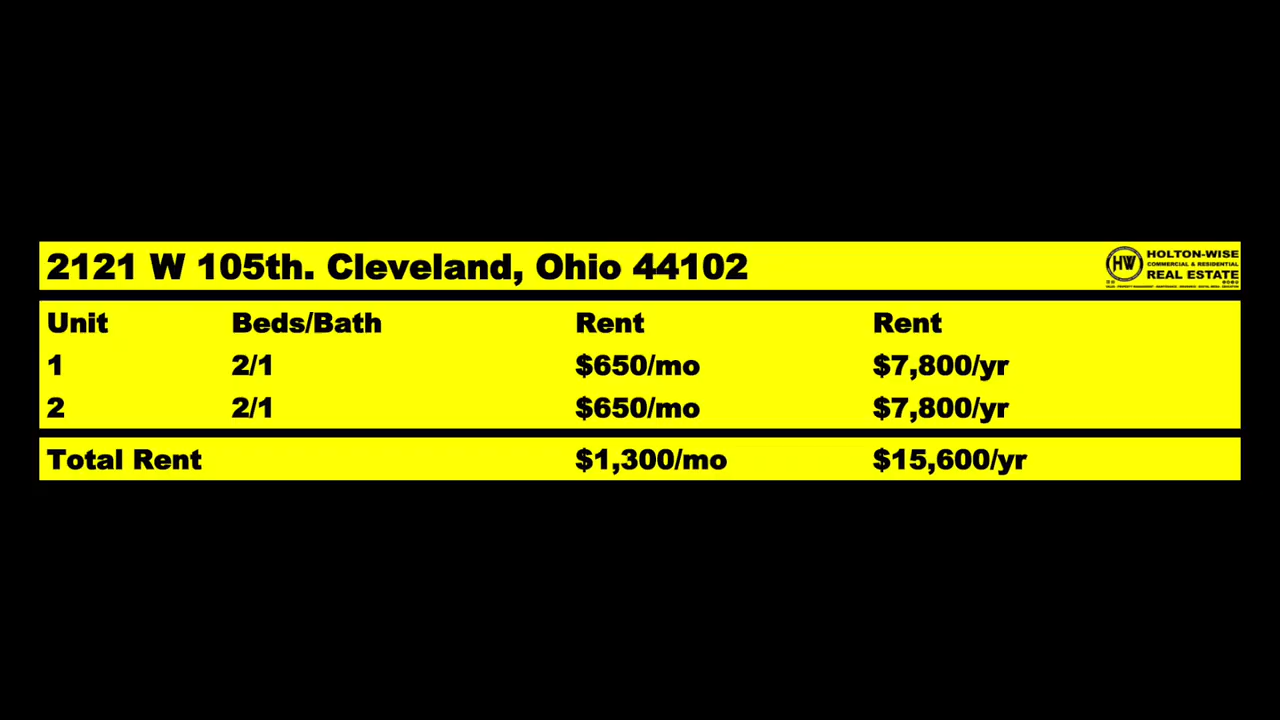 2121 W 105th. Cleveland, Ohio 44102
HW
HOLTON-WISE
COMMERCIAL & RESIDENTIAL
REAL ESTATE
Unit Beds/Bath Rent Rent
1 2/1 $650/mo $7,800/yr
2 2/1 $650/mo $7,800/yr
Total Rent $1,300/mo $15,600/yr